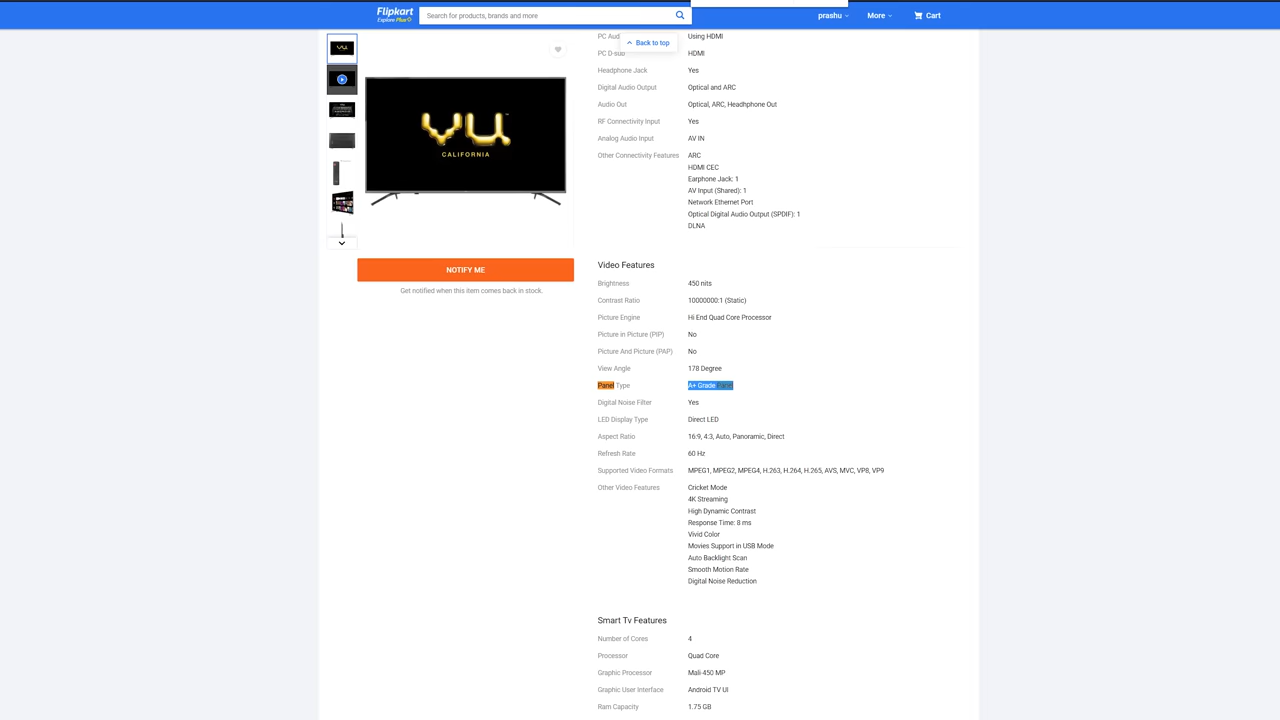 Flipkart
Explore Plus
Search for products, brands and more
prashu
More
Cart
Back to top
vu
CALIFORNIA
NOTIFY ME
Get notified when this item comes back in stock.
PC Aud Using HDMI
PC D-sub HDMI
Headphone Jack Yes
Digital Audio Output Optical and ARC
Audio Out Optical, ARC, Headhphone Out
RF Connectivity Input Yes
Analog Audio Input AV IN
Other Connectivity Features ARC
HDMI CEC
Earphone Jack: 1
AV Input (Shared): 1
Network Ethernet Port
Optical Digital Audio Output (SPDIF): 1
DLNA
Video Features
Brightness 450 nits
Contrast Ratio 10000000:1 (Static)
Picture Engine Hi End Quad Core Processor
Picture in Picture (PIP) No
Picture And Picture (PAP) No
View Angle 178 Degree
Panel Type A+ Grade Panel
Digital Noise Filter Yes
LED Display Type Direct LED
Aspect Ratio 16:9, 4:3, Auto, Panoramic, Direct
Refresh Rate 60 Hz
Supported Video Formats MPEG1, MPEG2, MPEG4, H.263, H.264, H.265, AVS, MVC, VP8, VP9
Other Video Features Cricket Mode
4K Streaming
High Dynamic Contrast
Response Time: 8 ms
Vivid Color
Movies Support in USB Mode
Auto Backlight Scan
Smooth Motion Rate
Digital Noise Reduction
Smart Tv Features
Number of Cores 4
Processor Quad Core
Graphic Processor Mali-450 MP
Graphic User Interface Android TV UI
Ram Capacity 1.75 GB